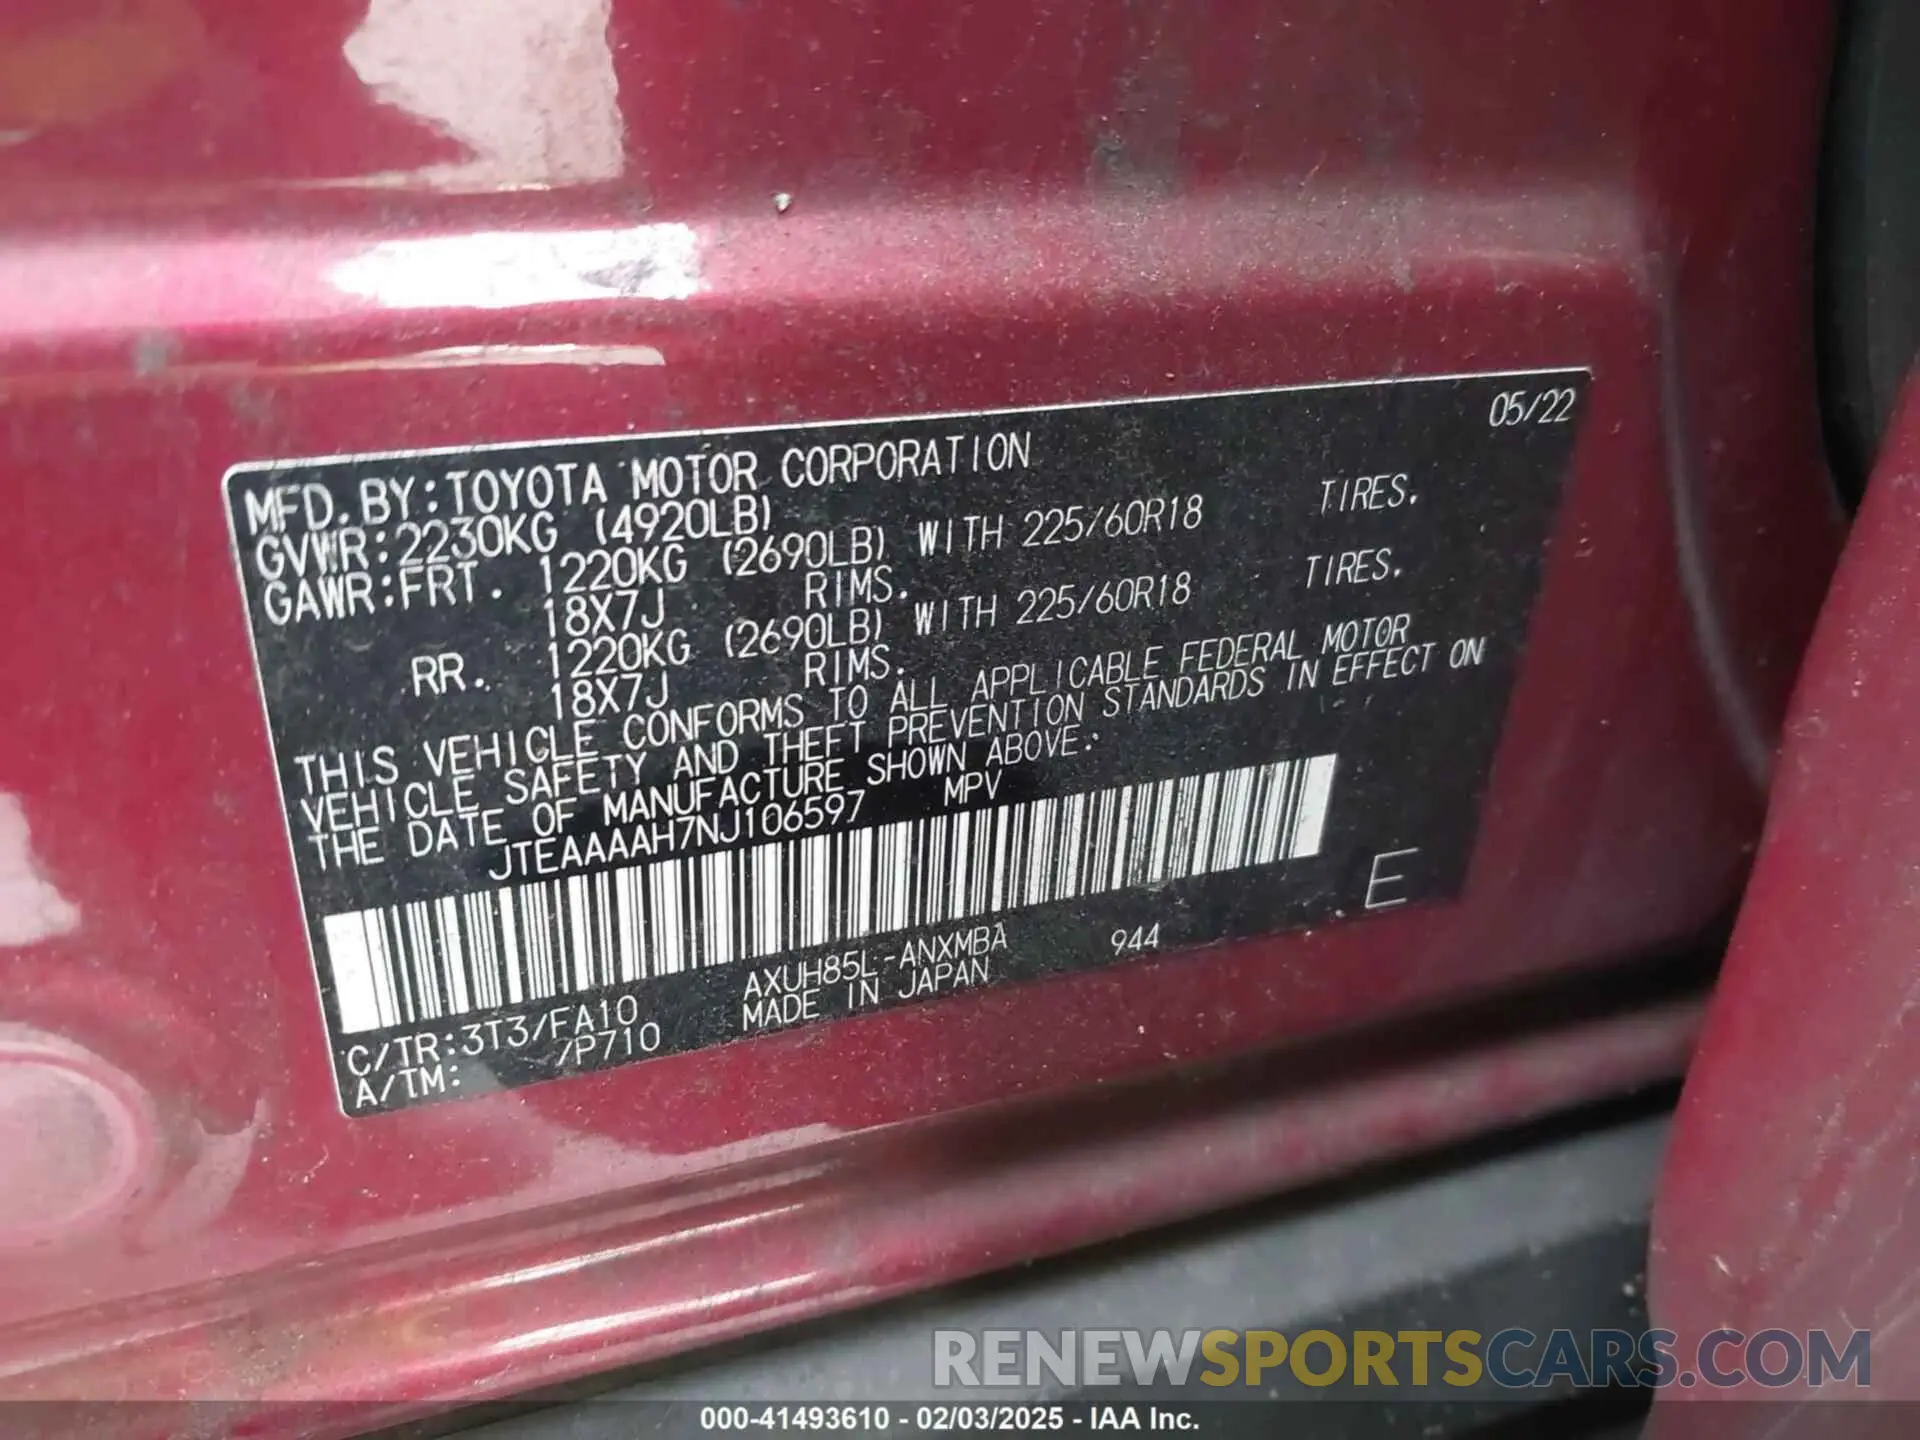 05/22
MFD. BY:TOYOTA MOTOR CORPORATION
GVWR:2230KG (4920LB)
GAWR:FRT. 1220KG (2690LB) WITH 225/60R18 TIRES.
18X7J RIMS.
RR. 1220KG (2690LB) WITH 225/60R18 TIRES.
18X7J RIMS.
THIS VEHICLE CONFORMS TO ALL APPLICABLE FEDERAL MOTOR
VEHICLE SAFETY AND THEFT PREVENTION STANDARDS IN EFFECT ON
THE DATE OF MANUFACTURE SHOWN ABOVE.
JTEAAAAH7NJ106597 MPV
E
AXUH85L-ANXMBA 944
MADE IN JAPAN
C/TR:3T3/FA10
A/TM: /P710
RENEWSPORTSCARS.COM
000-41493610 - 02/03/2025 - IAA Inc.